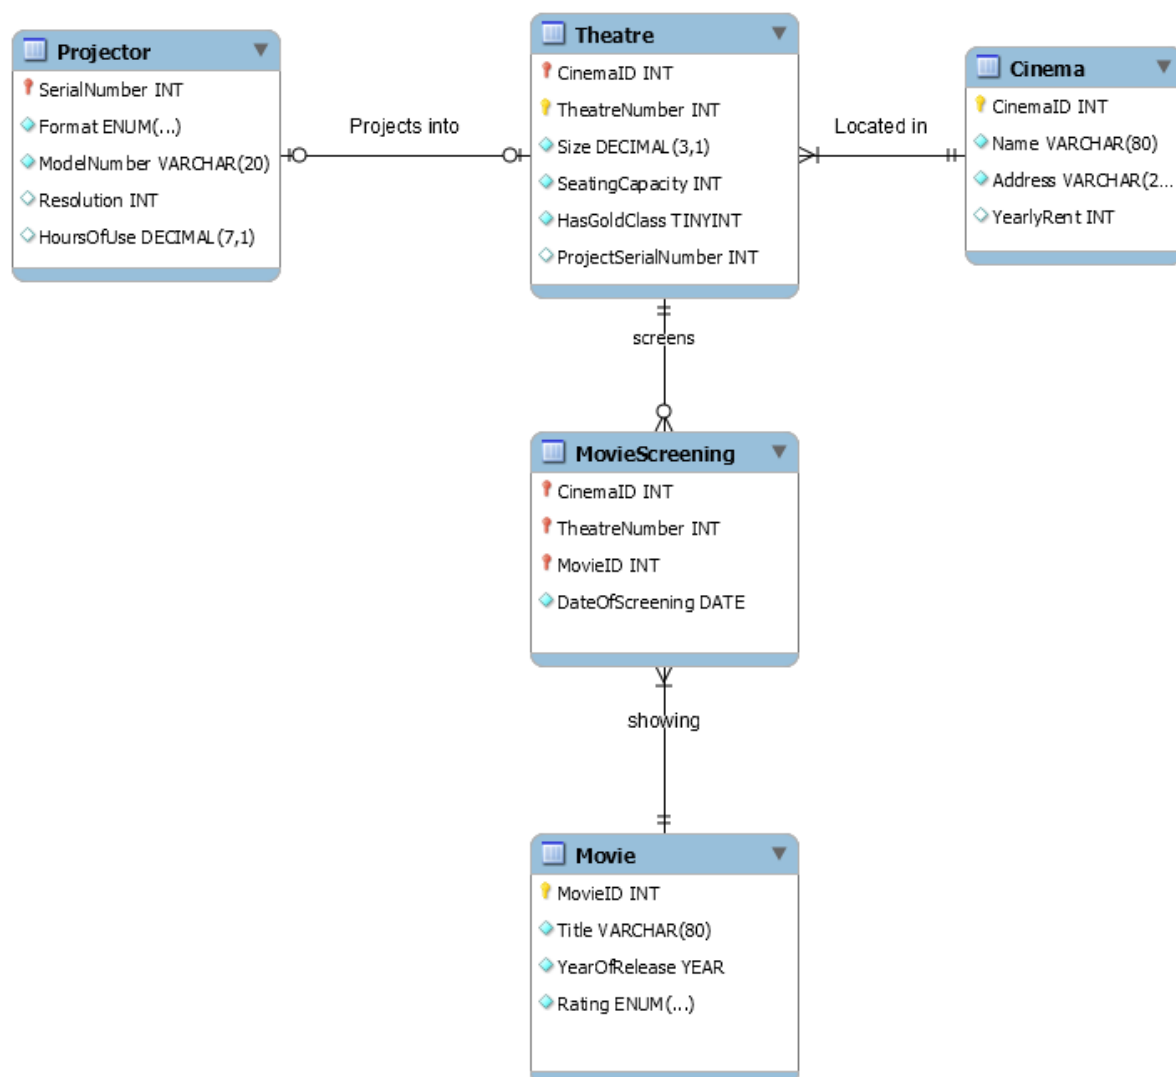 Projector
SerialNumber INT
Format ENUM(...)
ModelNumber VARCHAR(20)
Resolution INT
HoursOfUse DECIMAL(7,1)
Projects into
Theatre
CinemaID INT
TheatreNumber INT
Size DECIMAL(3,1)
SeatingCapacity INT
HasGoldClass TINYINT
ProjectSerialNumber INT
Located in
Cinema
CinemaID INT
Name VARCHAR(80)
Address VARCHAR(2...
YearlyRent INT
screens
MovieScreening
CinemaID INT
TheatreNumber INT
MovieID INT
DateOfScreening DATE
showing
Movie
MovieID INT
Title VARCHAR(80)
YearOfRelease YEAR
Rating ENUM(...)